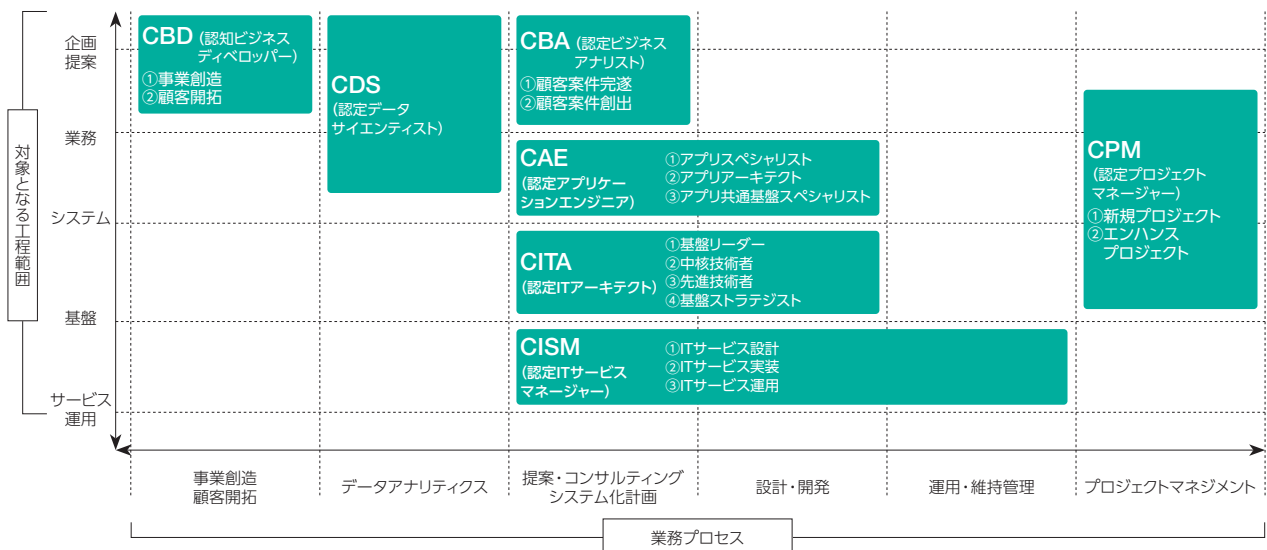 対象となる工程範囲
企画
提案
業務
システム
基盤
サービス
運用
CBD (認知ビジネス
ディベロッパー)
①事業創造
②顧客開拓
CDS
(認定データ
サイエンティスト)
CBA (認定ビジネス
アナリスト)
①顧客案件完遂
②顧客案件創出
CAE
(認定アプリケー
ションエンジニア)
①アプリスペシャリスト
②アプリアーキテクト
③アプリ共通基盤スペシャリスト
CITA
(認定ITアーキテクト)
①基盤リーダー
②中核技術者
③先進技術者
④基盤ストラテジスト
CISM
(認定ITサービス
マネージャー)
①ITサービス設計
②ITサービス実装
③ITサービス運用
CPM
(認定プロジェクト
マネージャー)
①新規プロジェクト
②エンハンス
プロジェクト
事業創造
顧客開拓
データアナリティクス
提案・コンサルティング
システム化計画
設計・開発
運用・維持管理
プロジェクトマネジメント
業務プロセス